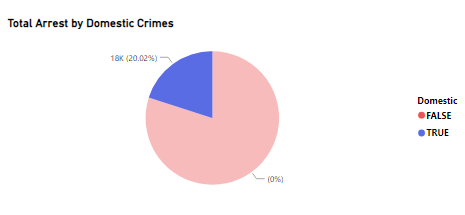 Total Arrest by Domestic Crimes
18K (20.02%)
Domestic
FALSE
TRUE
(0%)